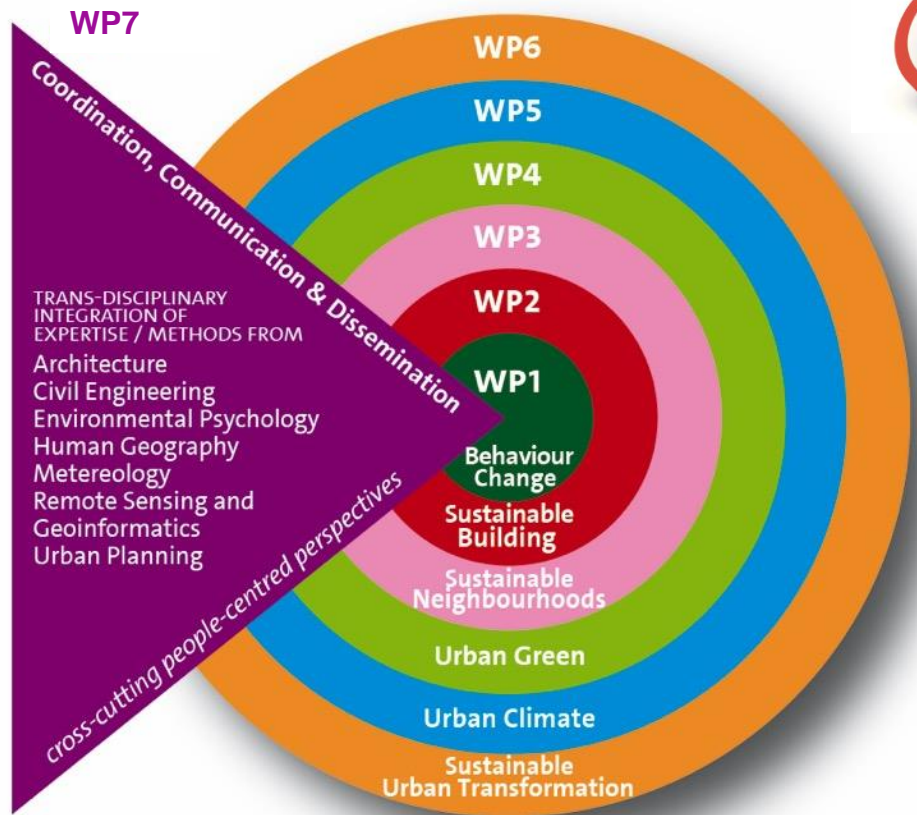 WP7
Coordination, Communication & Dissemination
TRANS-DISCIPLINARY
INTEGRATION OF
EXPERTISE / METHODS FROM
Architecture
Civil Engineering
Environmental Psychology
Human Geography
Metereology
Remote Sensing and
Geoinformatics
Urban Planning
cross-cutting people-centred perspectives
WP6
WP5
WP4
WP3
WP2
WP1
Behaviour
Change
Sustainable
Building
Sustainable
Neighbourhoods
Urban Green
Urban Climate
Sustainable
Urban Transformation